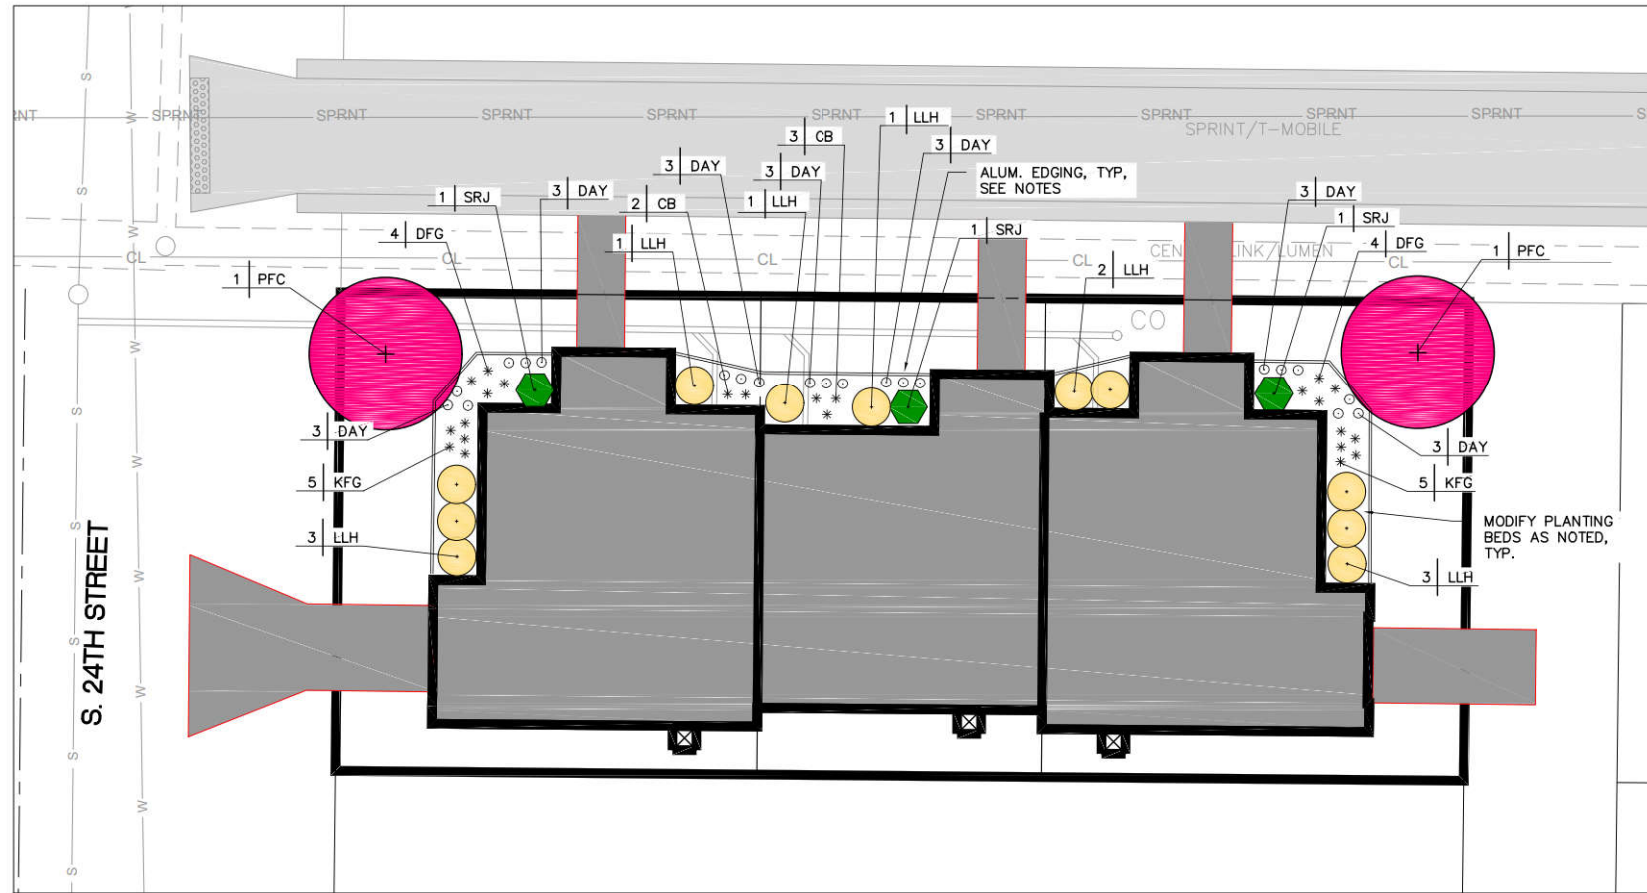 RNT SPRNT SPRNT SPRNT SPRNT SPRNT SPRNT SPRNT SPRNT SPRNT S
SPRINT/T-MOBILE
1 LLH
3 CB
3 DAY
3 DAY
3 DAY
ALUM. EDGING, TYP,
SEE NOTES
3 DAY
3 DAY
1 SRJ
2 CB
1 LLH
1 SRJ
1 SRJ
4 DFG
1 LLH
4 DFG
1 PFC
CL CL CL CL CL
CENT LINK/LUMEN
2 LLH
1 PFC
CO
3 DAY
3 DAY
5 KFG
5 KFG
MODIFY PLANTING
BEDS AS NOTED,
TYP.
3 LLH
3 LLH
S. 24TH STREET
S
S
S
S
S
S
S
S
W
W
W
W
W
W
W
W